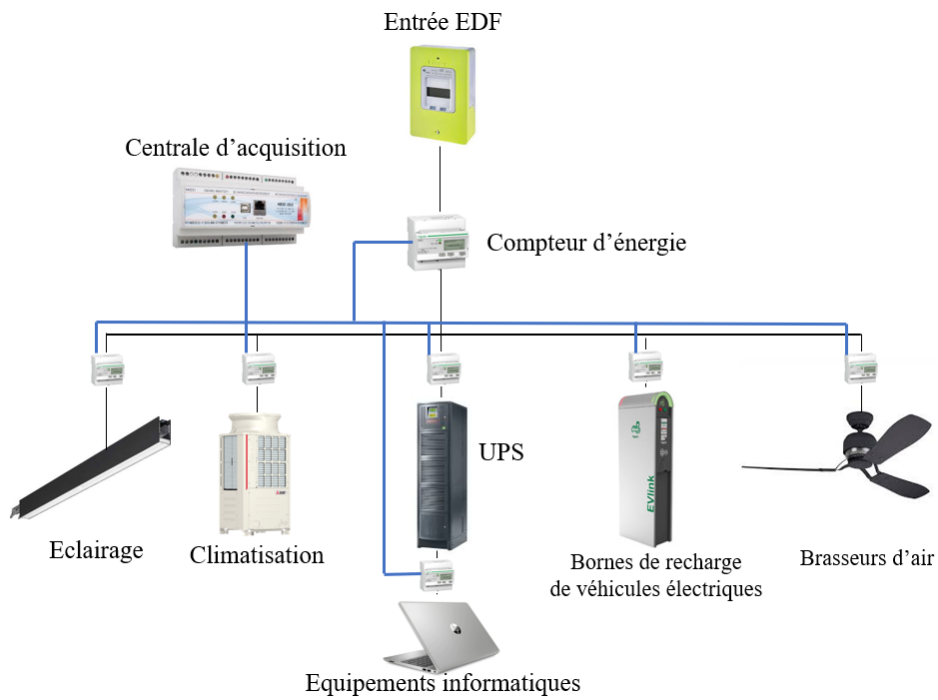 Entrée EDF
Centrale d’acquisition
Compteur d’énergie
UPS
EVlink
Eclairage
Climatisation
Bornes de recharge
de véhicules électriques
Brasseurs d’air
Equipements informatiques